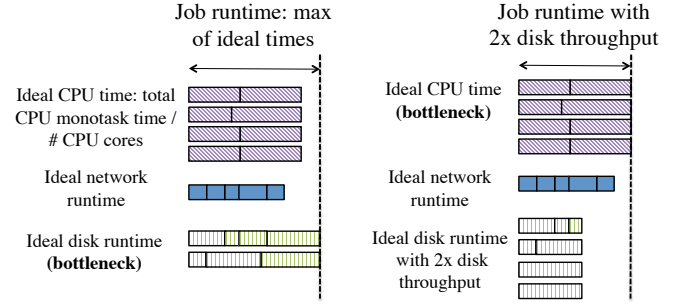 Job runtime: max
of ideal times
Ideal CPU time: total
CPU monotask time /
# CPU cores
Ideal network
runtime
Ideal disk runtime
(bottleneck)
Job runtime with
2x disk throughput
Ideal CPU time
(bottleneck)
Ideal network
runtime
Ideal disk runtime
with 2x disk
throughput